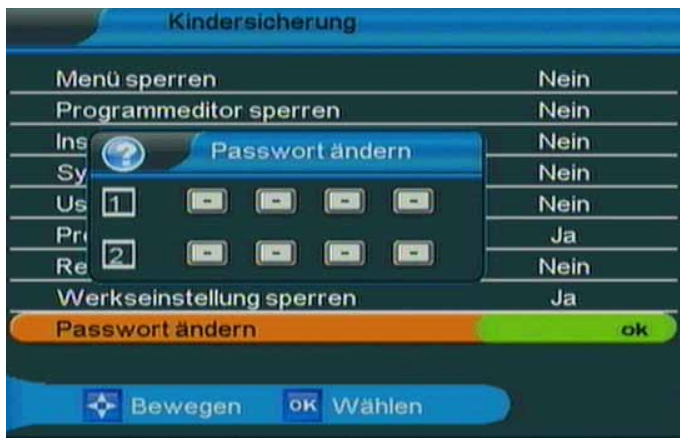 Kindersicherung
Menü sperren Nein
Programmeditor sperren Nein
Nein
Nein
Nein
Ja
Nein
Passwort ändern
1 - - - -
2 - - - -
Werkseinstellung sperren Ja
Passwort ändern ok
Bewegen OK Wählen